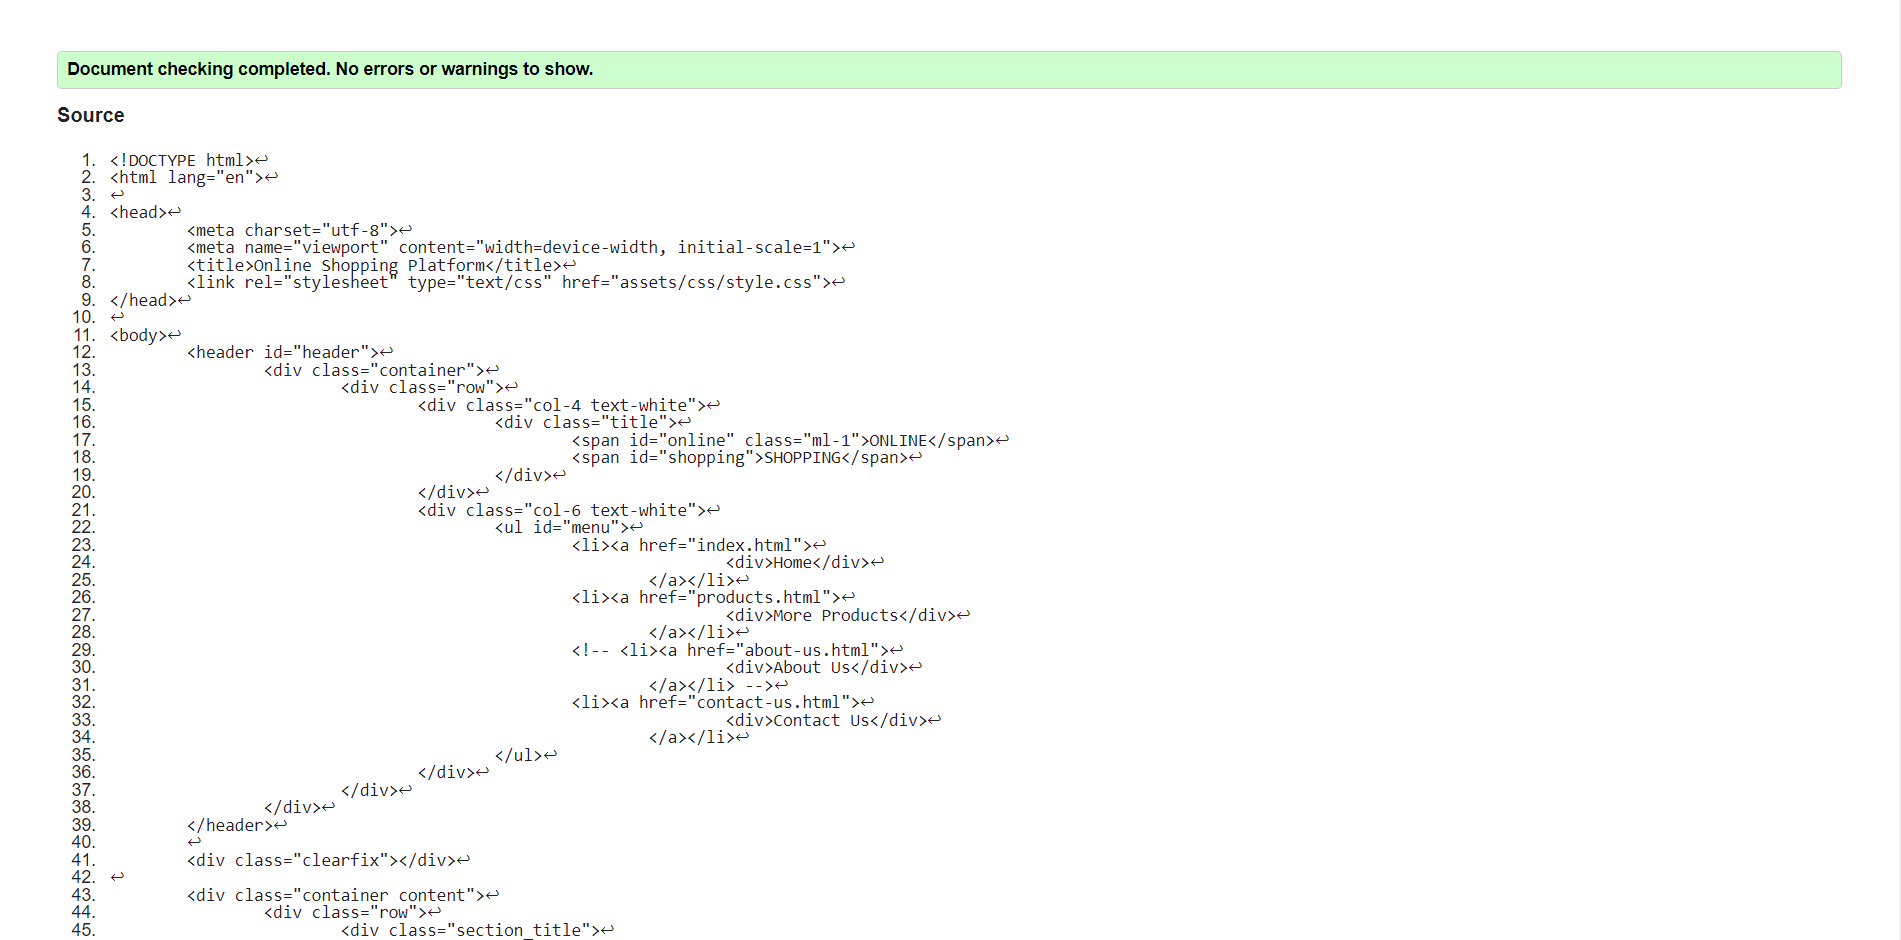 Document checking completed. No errors or warnings to show.
Source
1. <!DOCTYPE html>↩
2. <html lang="en">↩
3. ↩
4. <head>↩
5. <meta charset="utf-8">↩
6. <meta name="viewport" content="width=device-width, initial-scale=1">↩
7. <title>Online Shopping Platform</title>↩
8. <link rel="stylesheet" type="text/css" href="assets/css/style.css">↩
9. </head>↩
10. ↩
11. <body>↩
12. <header id="header">↩
13. <div class="container">↩
14. <div class="row">↩
15. <div class="col-4 text-white">↩
16. <div class="title">↩
17. <span id="online" class="ml-1">ONLINE</span>↩
18. <span id="shopping">SHOPPING</span>↩
19. </div>↩
20. </div>↩
21. <div class="col-6 text-white">↩
22. <ul id="menu">↩
23. <li><a href="index.html">↩
24. <div>Home</div>↩
25. </a></li>↩
26. <li><a href="products.html">↩
27. <div>More Products</div>↩
28. </a></li>↩
29. <!-- <li><a href="about-us.html">↩
30. <div>About Us</div>↩
31. </a></li> -->↩
32. <li><a href="contact-us.html">↩
33. <div>Contact Us</div>↩
34. </a></li>↩
35. </ul>↩
36. </div>↩
37. </div>↩
38. </div>↩
39. </header>↩
40. ↩
41. <div class="clearfix"></div>↩
42. ↩
43. <div class="container content">↩
44. <div class="row">↩
45. <div class="section_title">↩